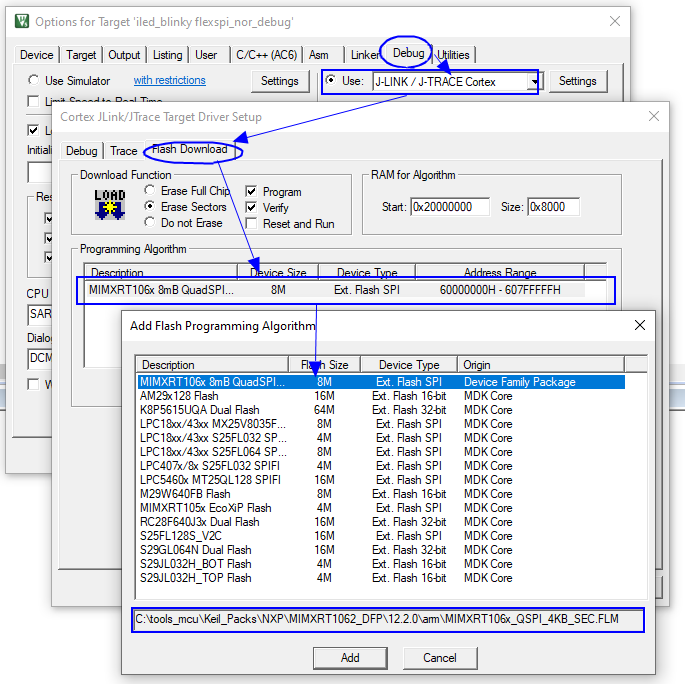 Options for Target 'iled_blinky flexspi_nor_debug'
Device Target Output Listing User C/C++ (AC6) Asm Linker Debug Utilities
Use Simulator with restrictions Settings Use: J-LINK / J-TRACE Cortex Settings
Limit Speed to Real-Time
Cortex JLink/JTrace Target Driver Setup
Debug Trace Flash Download
Download Function
LOAD
Erase Full Chip Program
Erase Sectors Verify
Do not Erase Reset and Run
RAM for Algorithm
Start: 0x20000000 Size: 0x8000
Programming Algorithm
Description Device Size Device Type Address Range
MIMXRT106x 8mB QuadSPI... 8M Ext. Flash SPI 60000000H - 607FFFFFH
Initial
Res
CPU
SAR
Dialo
DCM
W
Add Flash Programming Algorithm
Description Flash Size Device Type Origin
MIMXRT106x 8mB QuadSPI... 8M Ext. Flash SPI Device Family Package
AM29x128 Flash 16M Ext. Flash 16-bit MDK Core
K8P5615UQA Dual Flash 64M Ext. Flash 32-bit MDK Core
LPC18xx/43xx MX25V8035F... 8M Ext. Flash SPI MDK Core
LPC18xx/43xx S25FL032 SP... 4M Ext. Flash SPI MDK Core
LPC18xx/43xx S25FL064 SP... 8M Ext. Flash SPI MDK Core
LPC407x/8x S25FL032 SPIFI 4M Ext. Flash SPI MDK Core
LPC5460x MT25QL128 SPIFI 16M Ext. Flash SPI MDK Core
M29W640FB Flash 8M Ext. Flash 16-bit MDK Core
MIMXRT105x EcoXiP Flash 4M Ext. Flash SPI MDK Core
RC28F640J3x Dual Flash 16M Ext. Flash 32-bit MDK Core
S25FL128S_V2C 16M Ext. Flash SPI MDK Core
S29GL064N Dual Flash 16M Ext. Flash 32-bit MDK Core
S29JL032H_BOT Flash 4M Ext. Flash 16-bit MDK Core
S29JL032H_TOP Flash 4M Ext. Flash 16-bit MDK Core
C:\tools_mcu\Keil_Packs\NXP\MIMXRT1062_DFP\12.2.0\arm\MIMXRT106x_QSPI_4KB_SEC.FLM
Add Cancel